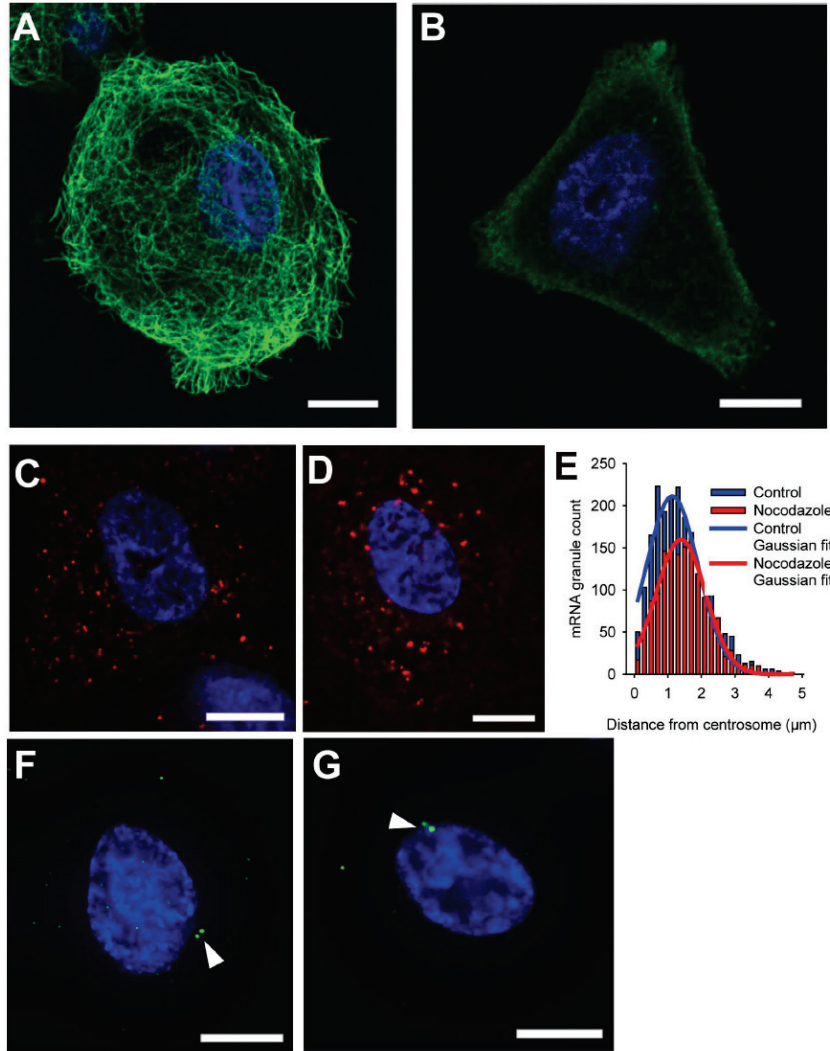 A
B
C
D
E
250
200
150
100
50
0
mRNA granule count
Control
Nocodazole
Control
Gaussian fit
Nocodazole
Gaussian fit
0 1 2 3 4 5
Distance from centrosome (µm)
F
G